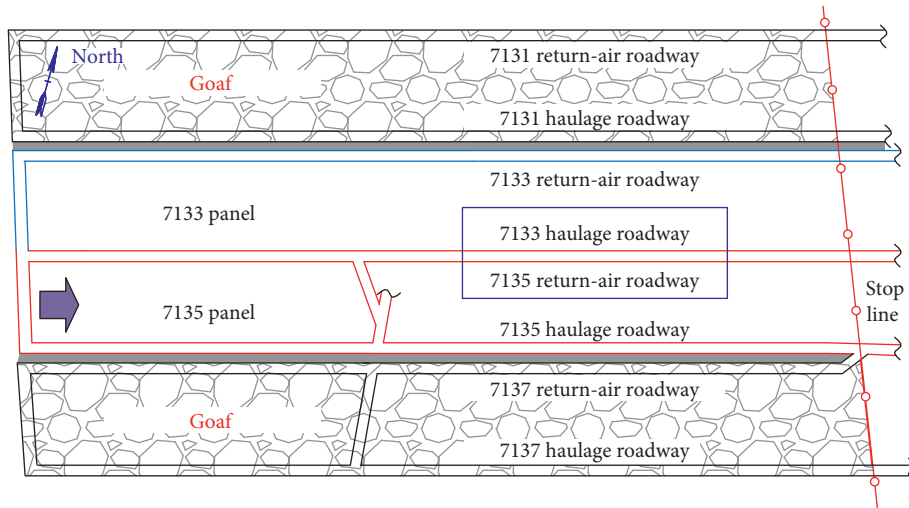 North
7131 return-air roadway
Goaf
7131 haulage roadway
7133 return-air roadway
7133 panel
7133 haulage roadway
7135 return-air roadway
Stop
line
7135 panel
7135 haulage roadway
7137 return-air roadway
Goaf
7137 haulage roadway